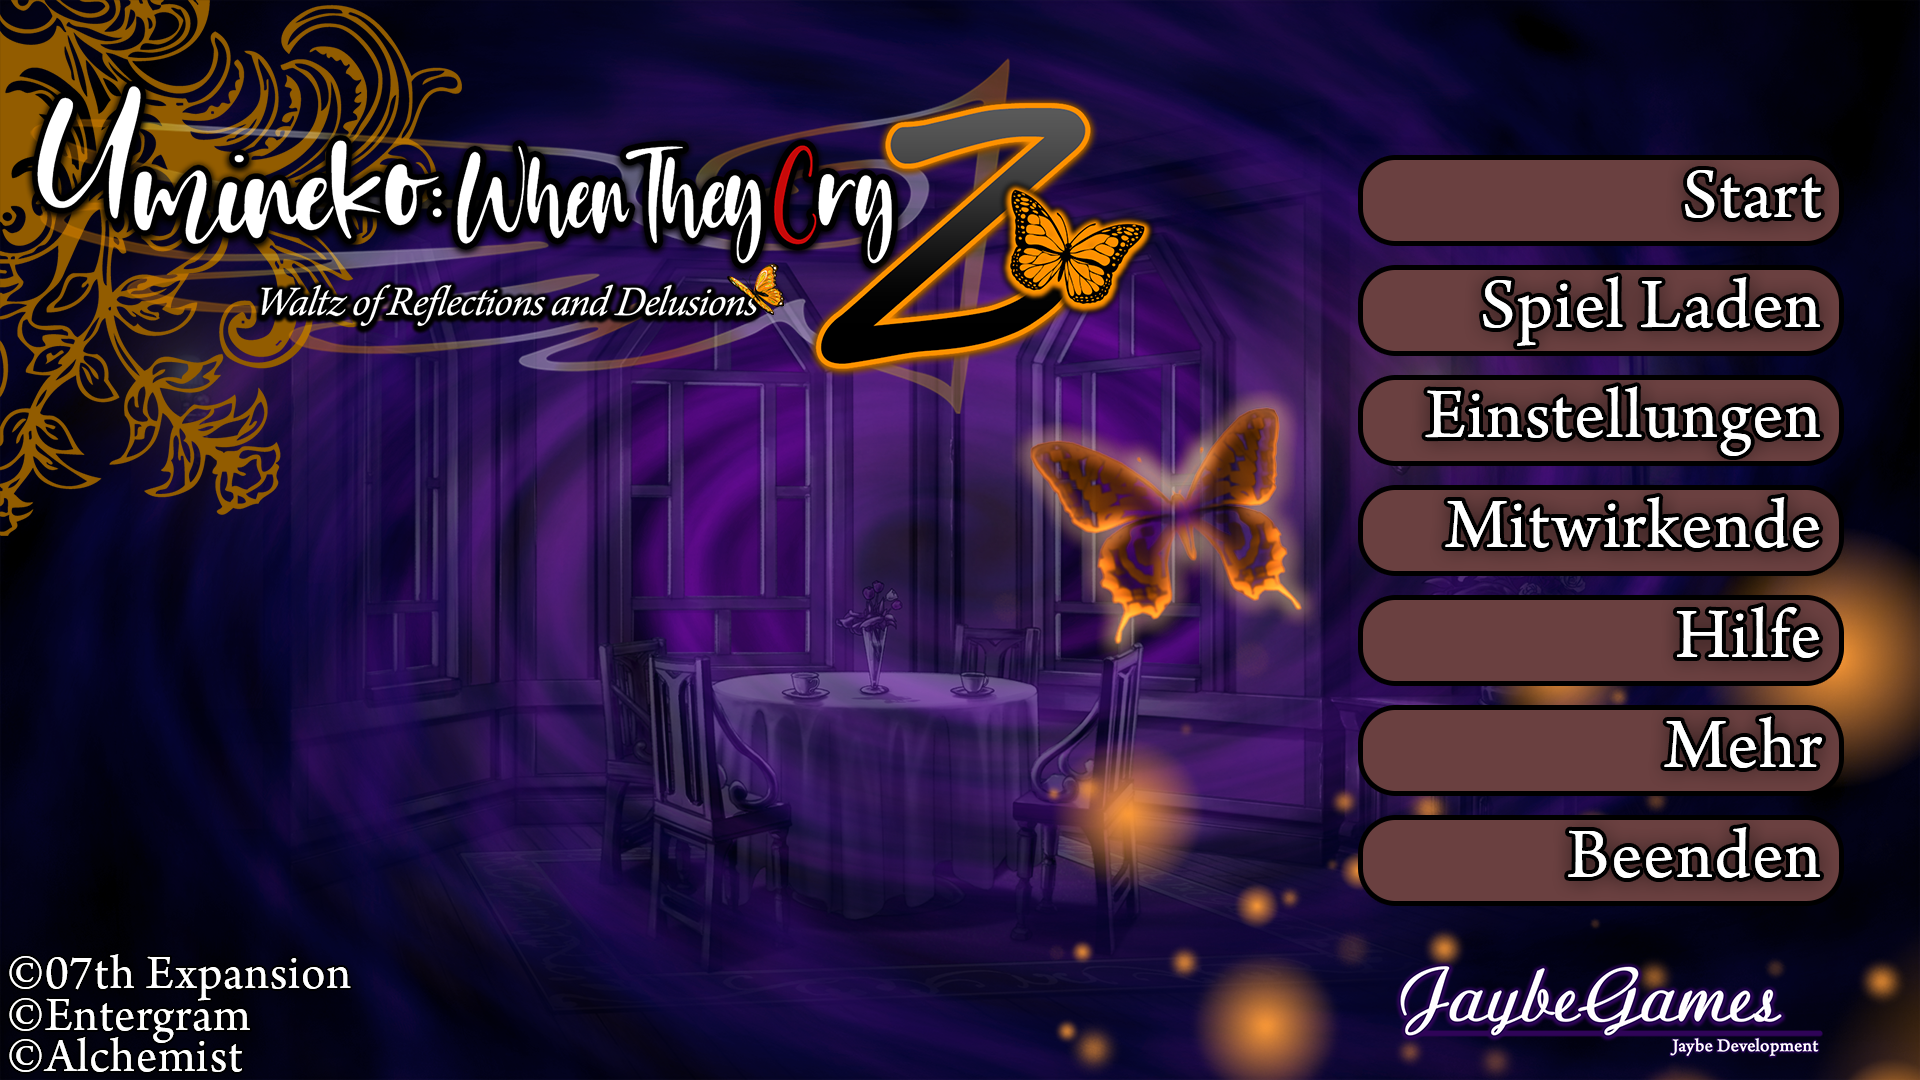 Umineko: When They Cry Z
Waltz of Reflections and Delusions
Start
Spiel Laden
Einstellungen
Mitwirkende
Hilfe
Mehr
Beenden
©07th Expansion
©Entergram
©Alchemist
JaybeGames
Jaybe Development